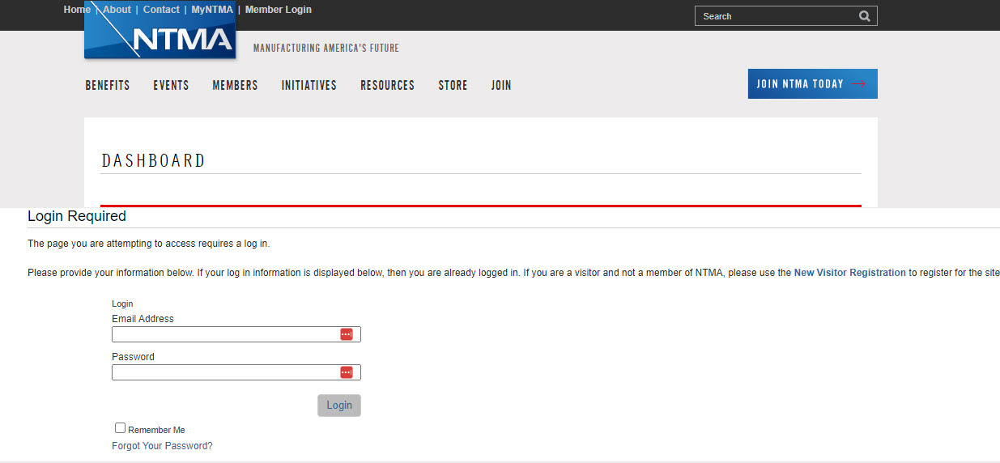 Home | About | Contact | MyNTMA | Member Login
Search
NTMA
MANUFACTURING AMERICA'S FUTURE
BENEFITS EVENTS MEMBERS INITIATIVES RESOURCES STORE JOIN
JOIN NTMA TODAY →
DASHBOARD
Login Required
The page you are attempting to access requires a log in.
Please provide your information below. If your log in information is displayed below, then you are already logged in. If you are a visitor and not a member of NTMA, please use the New Visitor Registration to register for the site
Login
Email Address
Password
Login
Remember Me
Forgot Your Password?